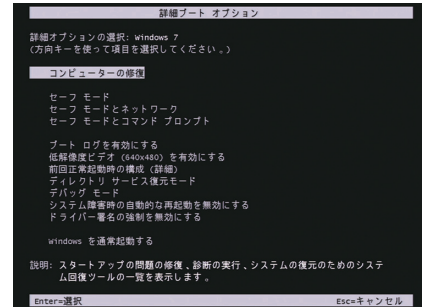 詳細ブート オプション
詳細オプションの選択: Windows 7
(方向キーを使って項目を選択してください。)
コンピューターの修復
セーフ モード
セーフ モードとネットワーク
セーフ モードとコマンド プロンプト
ブート ログを有効にする
低解像度ビデオ (640x480) を有効にする
前回正常起動時の構成 (詳細)
ディレクトリ サービス復元モード
デバッグ モード
システム障害時の自動的な再起動を無効にする
ドライバー署名の強制を無効にする
Windows を通常起動する
説明: スタートアップの問題の修復、診断の実行、システムの復元のためのシステ
ム回復ツールの一覧を表示します。
Enter=選択 Esc=キャンセル